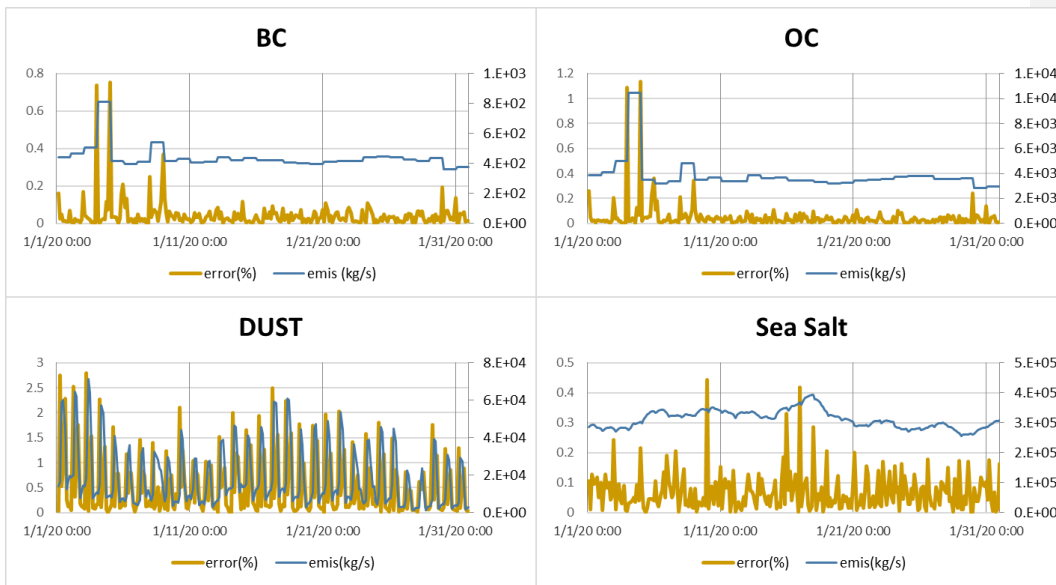 BC
0.8
0.6
0.4
0.2
0
1.E+03
8.E+02
6.E+02
4.E+02
2.E+02
0.E+00
1/1/20 0:00 1/11/20 0:00 1/21/20 0:00 1/31/20 0:00
error(%) emis (kg/s)
OC
1.2
1
0.8
0.6
0.4
0.2
0
1.E+04
1.E+04
8.E+03
6.E+03
4.E+03
2.E+03
0.E+00
1/1/20 0:00 1/11/20 0:00 1/21/20 0:00 1/31/20 0:00
error(%) emis(kg/s)
DUST
3
2.5
2
1.5
1
0.5
0
8.E+04
6.E+04
4.E+04
2.E+04
0.E+00
1/1/20 0:00 1/11/20 0:00 1/21/20 0:00 1/31/20 0:00
error(%) emis(kg/s)
Sea Salt
0.5
0.4
0.3
0.2
0.1
0
5.E+05
4.E+05
3.E+05
2.E+05
1.E+05
0.E+00
1/1/20 0:00 1/11/20 0:00 1/21/20 0:00 1/31/20 0:00
error(%) emis(kg/s)